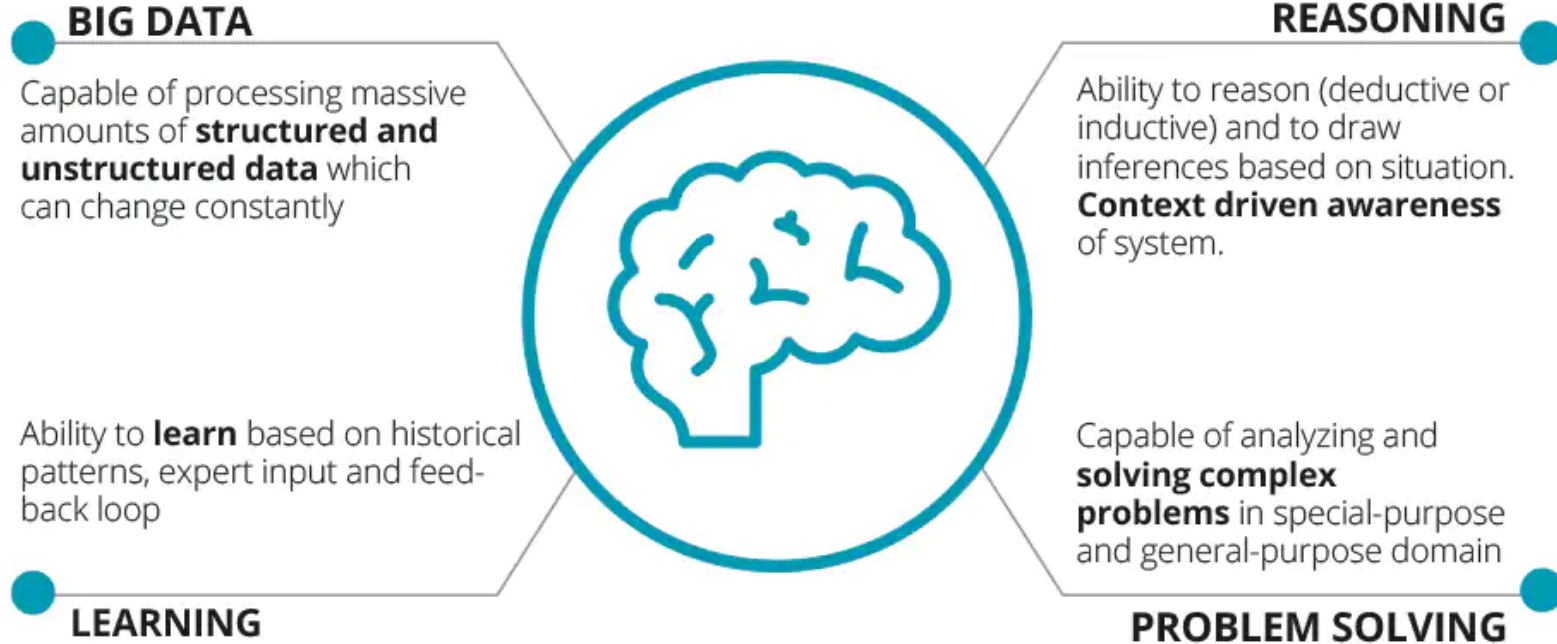 BIG DATA
Capable of processing massive
amounts of structured and
unstructured data which
can change constantly
REASONING
Ability to reason (deductive or
inductive) and to draw
inferences based on situation.
Context driven awareness
of system.
Ability to learn based on historical
patterns, expert input and feed-
back loop
LEARNING
Capable of analyzing and
solving complex
problems in special-purpose
and general-purpose domain
PROBLEM SOLVING